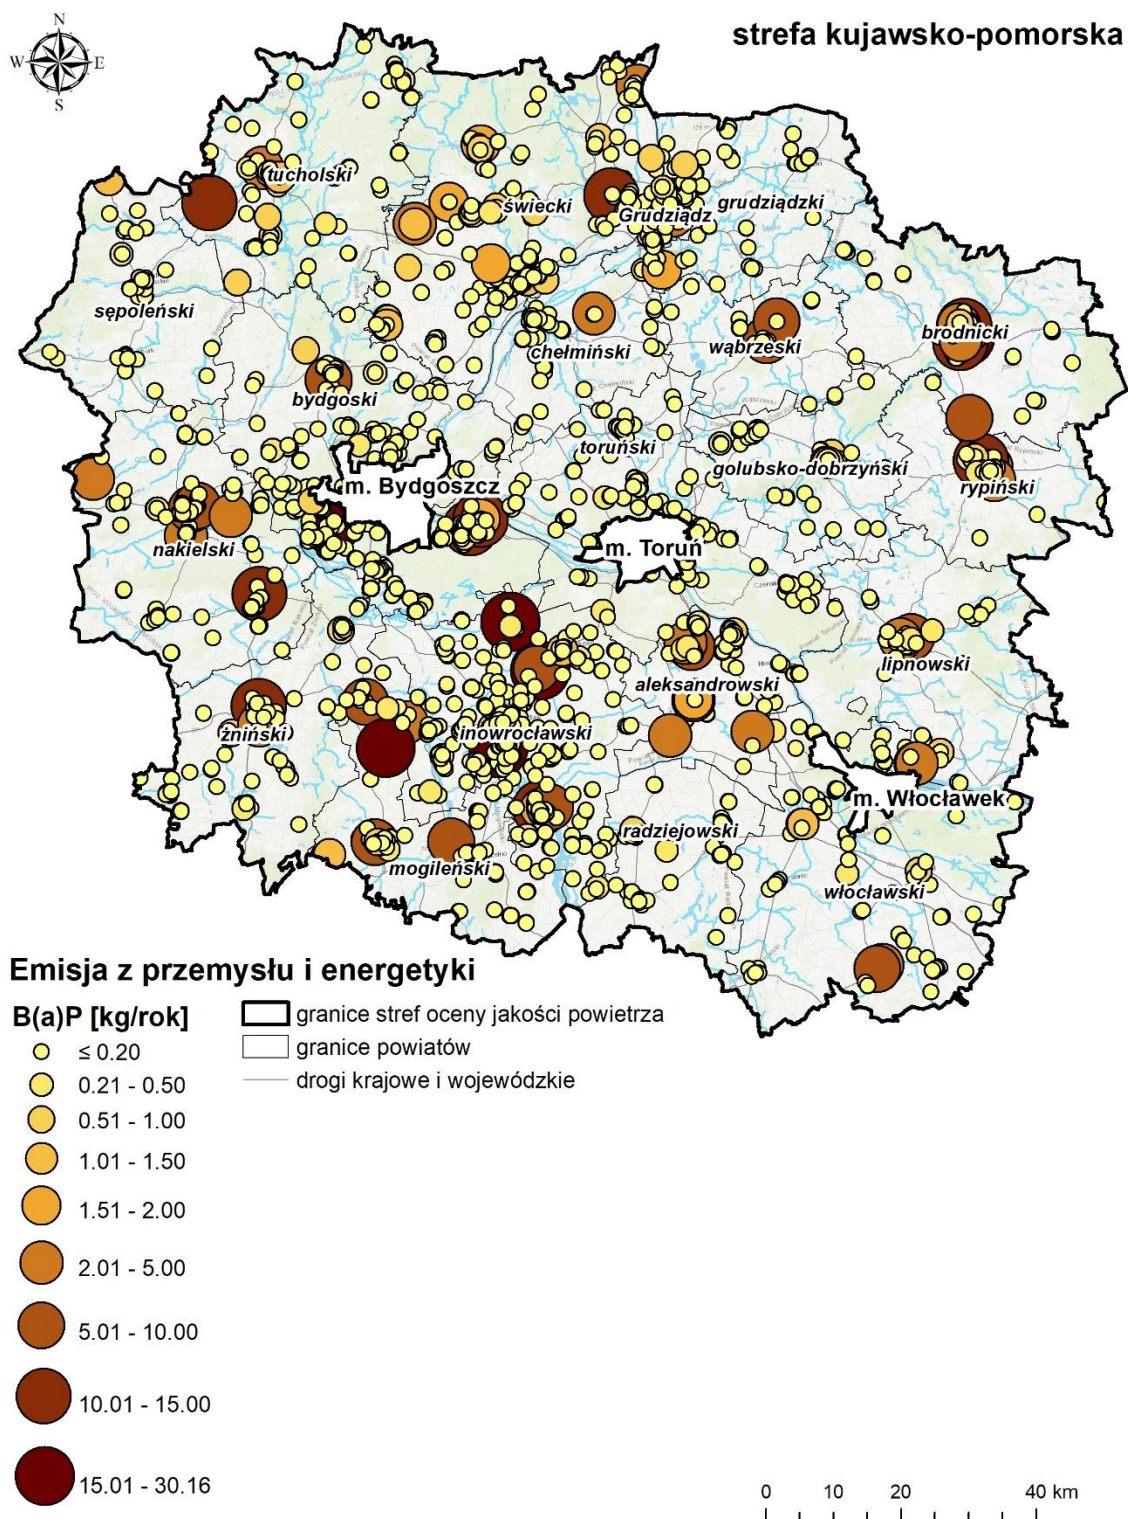 N
strefa kujawsko-pomorska
W
E
S
tucholski
świecki
Grudziądz
grudziądzki
sępoleński
chełmiński
wąbrzeski
brodnicki
bydgoski
toruński
golubsko-dobrzyński
rypiński
m. Bydgoszcz
nakielski
m. Toruń
lipnowski
aleksandrowski
żniński
inowrocławski
m. Włocławek
radziejowski
mogileński
włocławski
Emisja z przemysłu i energetyki
B(a)P [kg/rok]
≤ 0.20
0.21 - 0.50
0.51 - 1.00
1.01 - 1.50
1.51 - 2.00
2.01 - 5.00
5.01 - 10.00
10.01 - 15.00
15.01 - 30.16
granice stref oceny jakości powietrza
granice powiatów
drogi krajowe i wojewódzkie
0 10 20 40 km